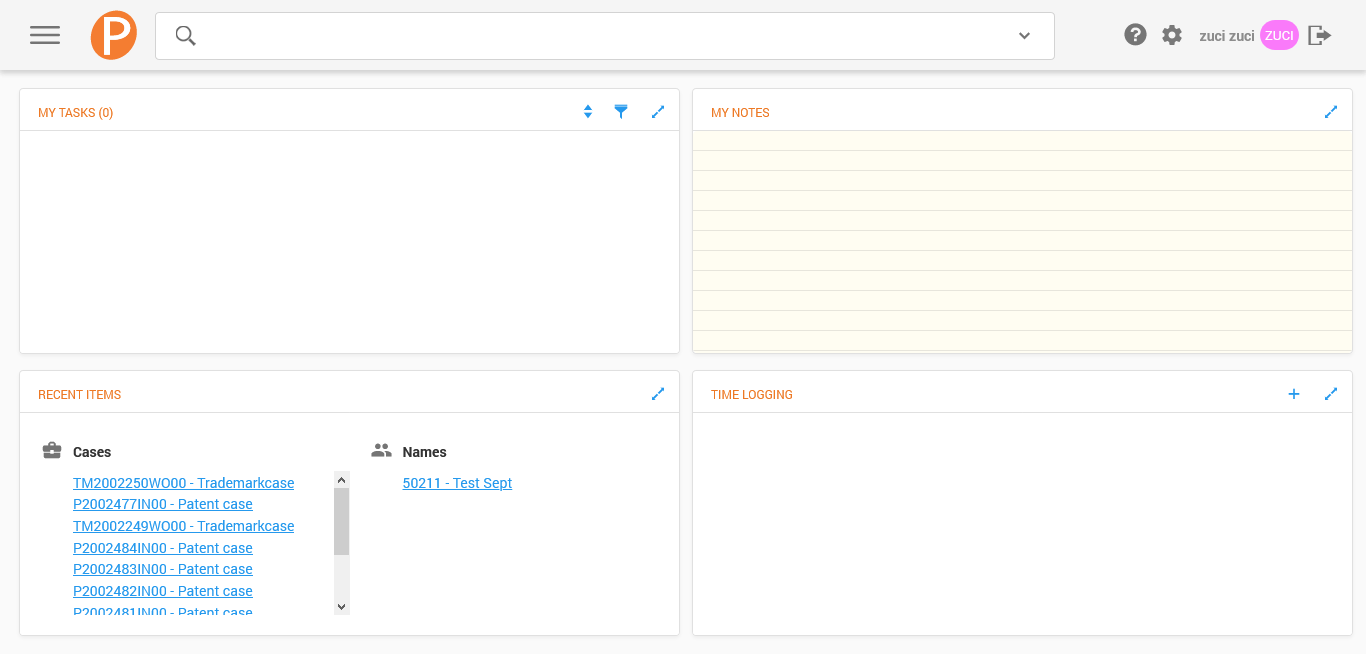 P
zuci zuci ZUCI
MY TASKS (0)
MY NOTES
RECENT ITEMS
Cases
TM2002250WO00 - Trademarkcase
P2002477IN00 - Patent case
TM2002249WO00 - Trademarkcase
P2002484IN00 - Patent case
P2002483IN00 - Patent case
P2002482IN00 - Patent case
P2002481IN00 - Patent case
Names
50211 - Test Sept
TIME LOGGING